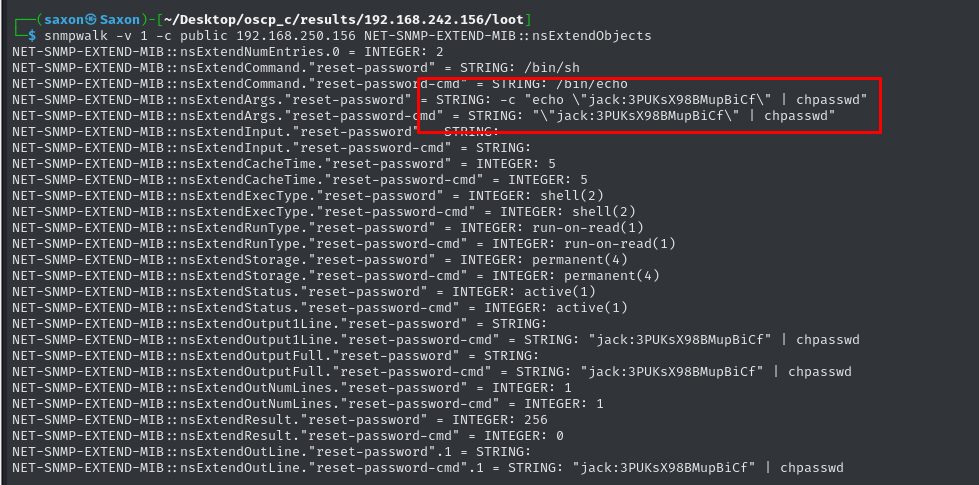 ┌──(saxon㉿Saxon)-[~/Desktop/oscp_c/results/192.168.242.156/loot]
└─$ snmpwalk -v 1 -c public 192.168.250.156 NET-SNMP-EXTEND-MIB::nsExtendObjects
NET-SNMP-EXTEND-MIB::nsExtendNumEntries.0 = INTEGER: 2
NET-SNMP-EXTEND-MIB::nsExtendCommand."reset-password" = STRING: /bin/sh
NET-SNMP-EXTEND-MIB::nsExtendCommand."reset-password-cmd" = STRING: /bin/echo
NET-SNMP-EXTEND-MIB::nsExtendArgs."reset-password" = STRING: -c "echo \"jack:3PUKsX98BMupBiCf\" | chpasswd"
NET-SNMP-EXTEND-MIB::nsExtendArgs."reset-password-cmd" = STRING: "\"jack:3PUKsX98BMupBiCf\" | chpasswd"
NET-SNMP-EXTEND-MIB::nsExtendInput."reset-password" = STRING:
NET-SNMP-EXTEND-MIB::nsExtendInput."reset-password-cmd" = STRING:
NET-SNMP-EXTEND-MIB::nsExtendCacheTime."reset-password" = INTEGER: 5
NET-SNMP-EXTEND-MIB::nsExtendCacheTime."reset-password-cmd" = INTEGER: 5
NET-SNMP-EXTEND-MIB::nsExtendExecType."reset-password" = INTEGER: shell(2)
NET-SNMP-EXTEND-MIB::nsExtendExecType."reset-password-cmd" = INTEGER: shell(2)
NET-SNMP-EXTEND-MIB::nsExtendRunType."reset-password" = INTEGER: run-on-read(1)
NET-SNMP-EXTEND-MIB::nsExtendRunType."reset-password-cmd" = INTEGER: run-on-read(1)
NET-SNMP-EXTEND-MIB::nsExtendStorage."reset-password" = INTEGER: permanent(4)
NET-SNMP-EXTEND-MIB::nsExtendStorage."reset-password-cmd" = INTEGER: permanent(4)
NET-SNMP-EXTEND-MIB::nsExtendStatus."reset-password" = INTEGER: active(1)
NET-SNMP-EXTEND-MIB::nsExtendStatus."reset-password-cmd" = INTEGER: active(1)
NET-SNMP-EXTEND-MIB::nsExtendOutput1Line."reset-password" = STRING:
NET-SNMP-EXTEND-MIB::nsExtendOutput1Line."reset-password-cmd" = STRING: "jack:3PUKsX98BMupBiCf" | chpasswd
NET-SNMP-EXTEND-MIB::nsExtendOutputFull."reset-password" = STRING:
NET-SNMP-EXTEND-MIB::nsExtendOutputFull."reset-password-cmd" = STRING: "jack:3PUKsX98BMupBiCf" | chpasswd
NET-SNMP-EXTEND-MIB::nsExtendOutNumLines."reset-password" = INTEGER: 1
NET-SNMP-EXTEND-MIB::nsExtendOutNumLines."reset-password-cmd" = INTEGER: 1
NET-SNMP-EXTEND-MIB::nsExtendResult."reset-password" = INTEGER: 256
NET-SNMP-EXTEND-MIB::nsExtendResult."reset-password-cmd" = INTEGER: 0
NET-SNMP-EXTEND-MIB::nsExtendOutLine."reset-password".1 = STRING:
NET-SNMP-EXTEND-MIB::nsExtendOutLine."reset-password-cmd".1 = STRING: "jack:3PUKsX98BMupBiCf" | chpasswd